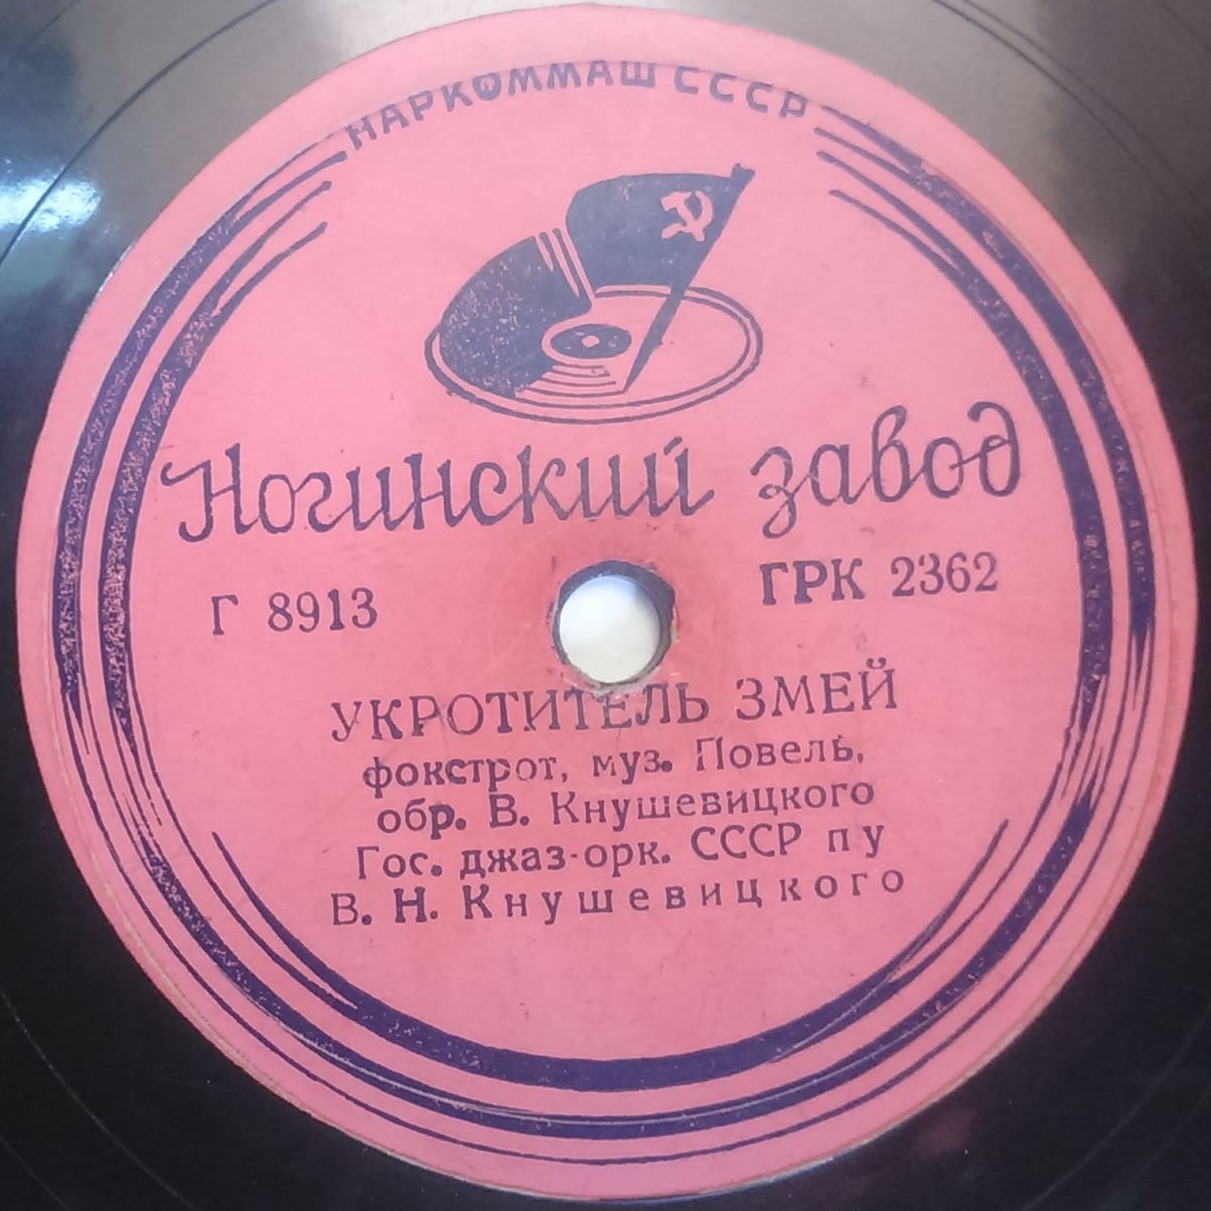 НАРКОММАШ СССР
Ногинский завод
Г 8913 ГРК 2362
УКРОТИТЕЛЬ ЗМЕЙ
фокстрот, муз. Повель,
обр. В. Кнушевицкого
Гос. джаз-орк. СССР п у
В. Н. Кнушевицкого